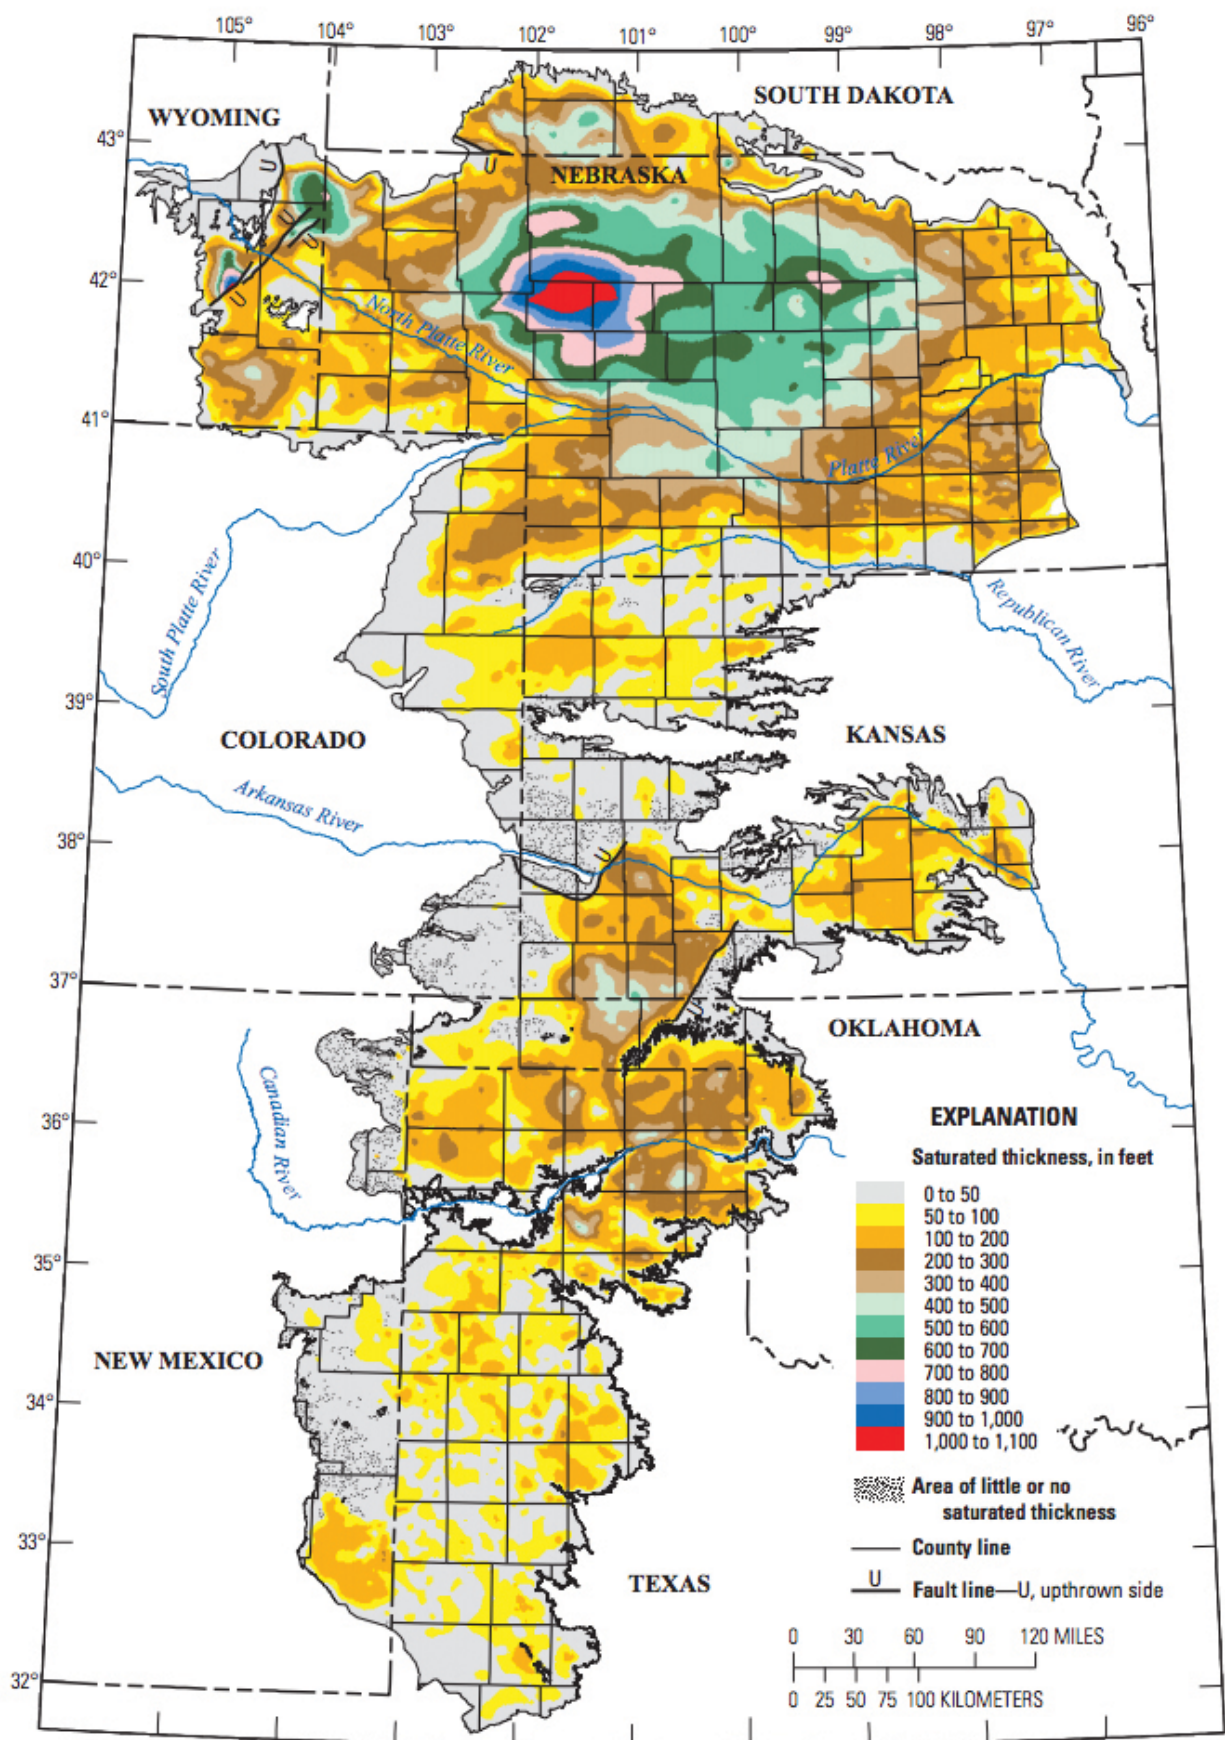 105° 104° 103° 102° 101° 100° 99° 98° 97° 96°
WYOMING
SOUTH DAKOTA
43°
U
U
NEBRASKA
U
U
42°
U
North Platte River
41°
Platte River
40°
South Platte River
Republican River
39°
COLORADO
KANSAS
Arkansas River
38°
U
37°
U
OKLAHOMA
Canadian River
36°
EXPLANATION
Saturated thickness, in feet
0 to 50
50 to 100
100 to 200
200 to 300
300 to 400
400 to 500
500 to 600
600 to 700
700 to 800
800 to 900
900 to 1,000
1,000 to 1,100
35°
NEW MEXICO
34°
Area of little or no
saturated thickness
33°
County line
TEXAS
U
Fault line—U, upthrown side
0 30 60 90 120 MILES
32°
0 25 50 75 100 KILOMETERS